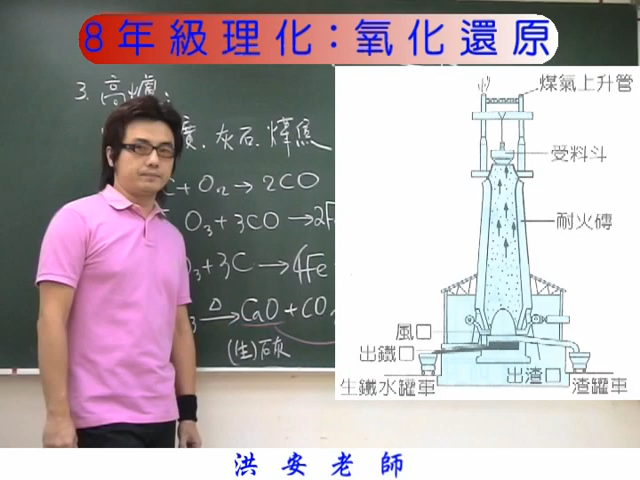 8年級理化：氧化還原
3. 高爐：
礦、灰石、煤焦
C+O₂→2CO
O₃+3CO→2F
O₃+3C→4Fe
3 △→CaO+CO
(生)石灰
煤氣上升管
受料斗
耐火磚
風口
出鐵口
生鐵水罐車
出渣口
渣罐車
洪安老師